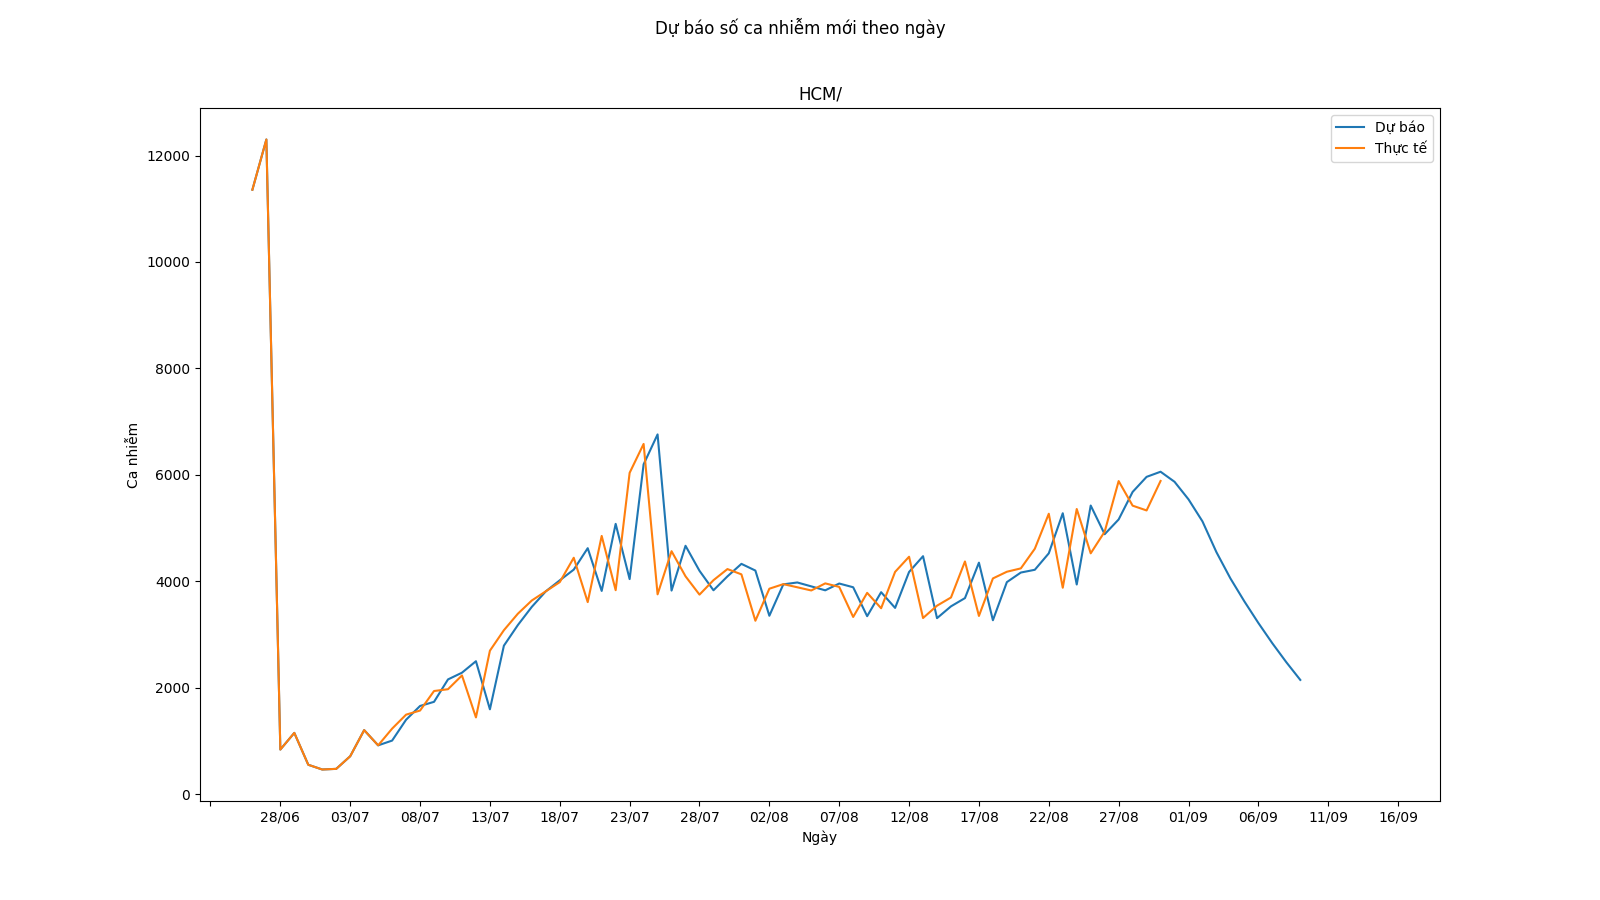 Dự báo số ca nhiễm mới theo ngày
HCM/
Dự báo
Thực tế
12000
10000
8000
6000
4000
2000
0
Ca nhiễm
28/06 03/07 08/07 13/07 18/07 23/07 28/07 02/08 07/08 12/08 17/08 22/08 27/08 01/09 06/09 11/09 16/09
Ngày